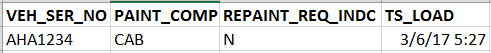 VEH_SER_NO PAINT_COMP REPAINT_REQ_INDC TS_LOAD
AHA1234 CAB N 3/6/17 5:27